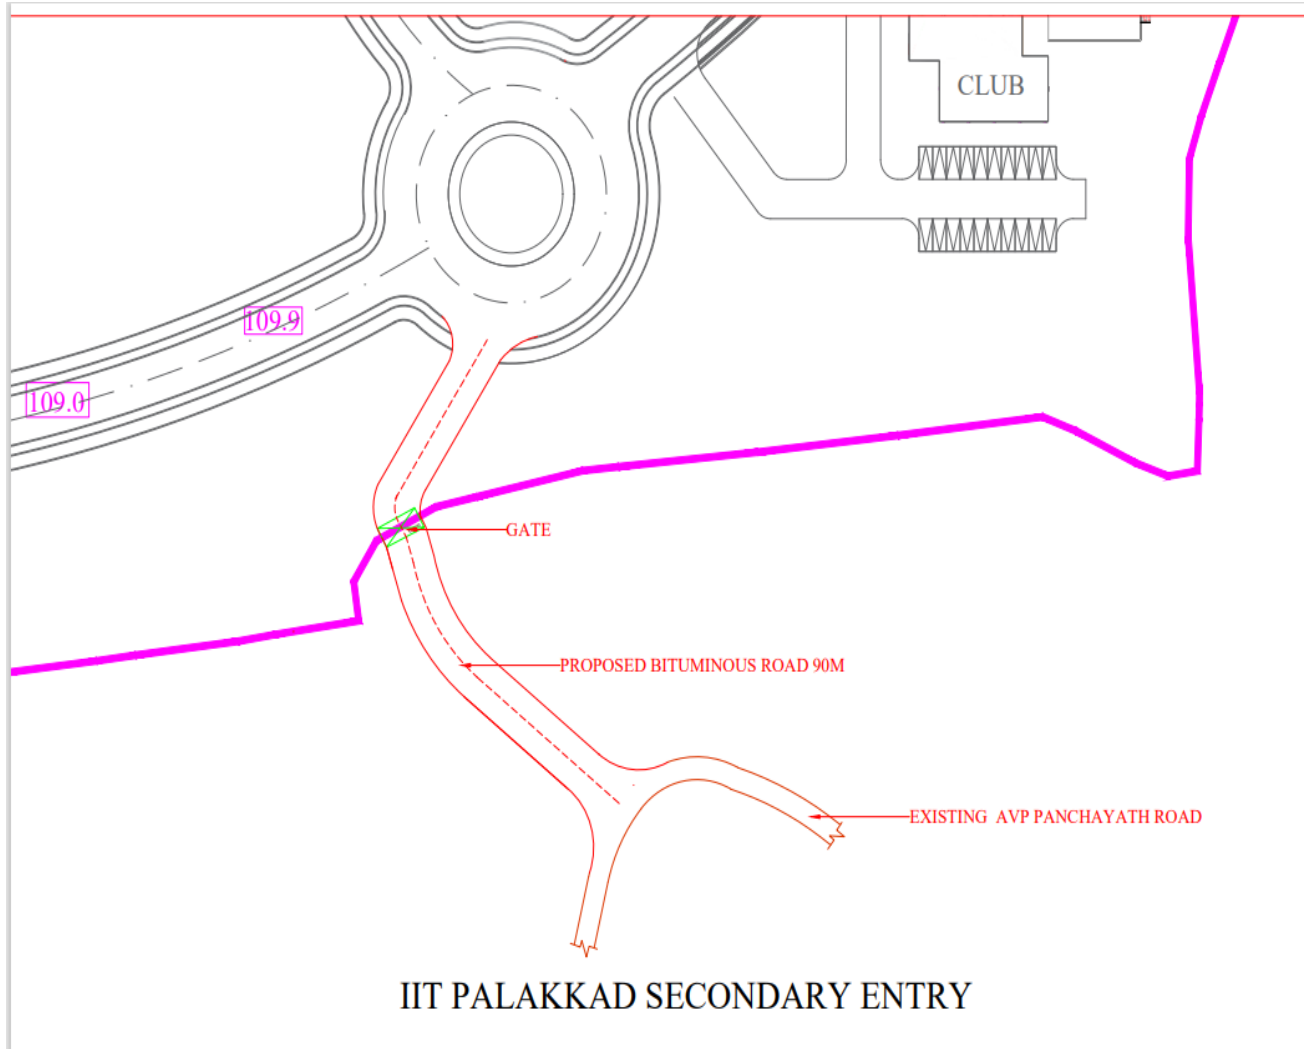 CLUB
109.9
109.0
GATE
PROPOSED BITUMINOUS ROAD 90M
EXISTING AVP PANCHAYATH ROAD
IIT PALAKKAD SECONDARY ENTRY